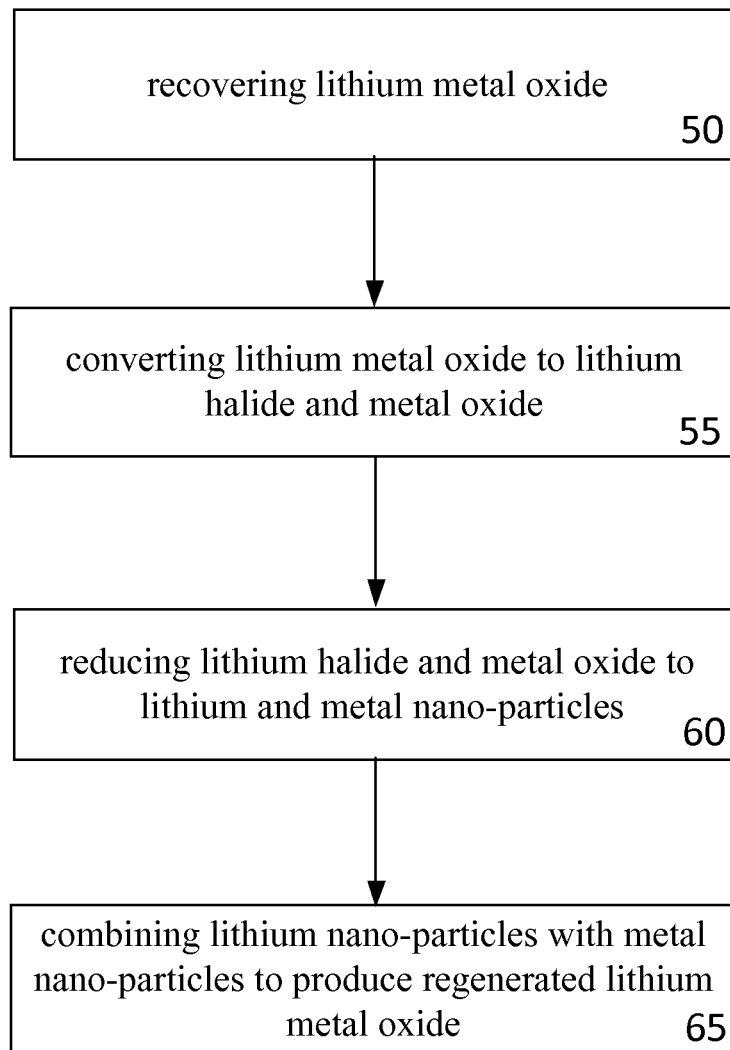 recovering lithium metal oxide
50
converting lithium metal oxide to lithium
halide and metal oxide
55
reducing lithium halide and metal oxide to
lithium and metal nano-particles
60
combining lithium nano-particles with metal
nano-particles to produce regenerated lithium
metal oxide
65